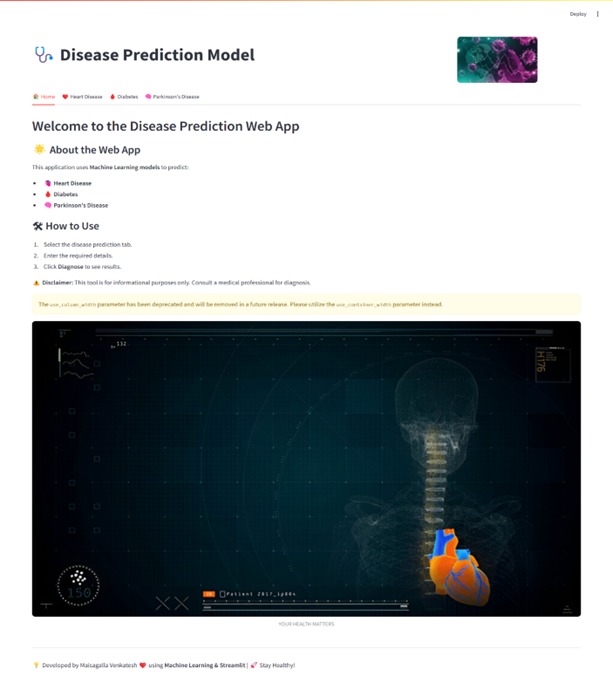 Deploy
Disease Prediction Model
Home Heart Disease Diabetes Parkinson's Disease
Welcome to the Disease Prediction Web App
About the Web App
This application uses Machine Learning models to predict:
Heart Disease
Diabetes
Parkinson's Disease
How to Use
1. Select the disease prediction tab.
2. Enter the required details.
3. Click Diagnose to see results.
Disclaimer: This tool is for informational purposes only. Consult a medical professional for diagnosis.
The use_column_width parameter has been deprecated and will be removed in a future release. Please utilize the use_container_width parameter instead.
132
H176
150
Patient 2017_ip80s
YOUR HEALTH MATTERS
Developed by Maisagalla Venkatesh ❤️ using Machine Learning & Streamlit | 🚀 Stay Healthy!